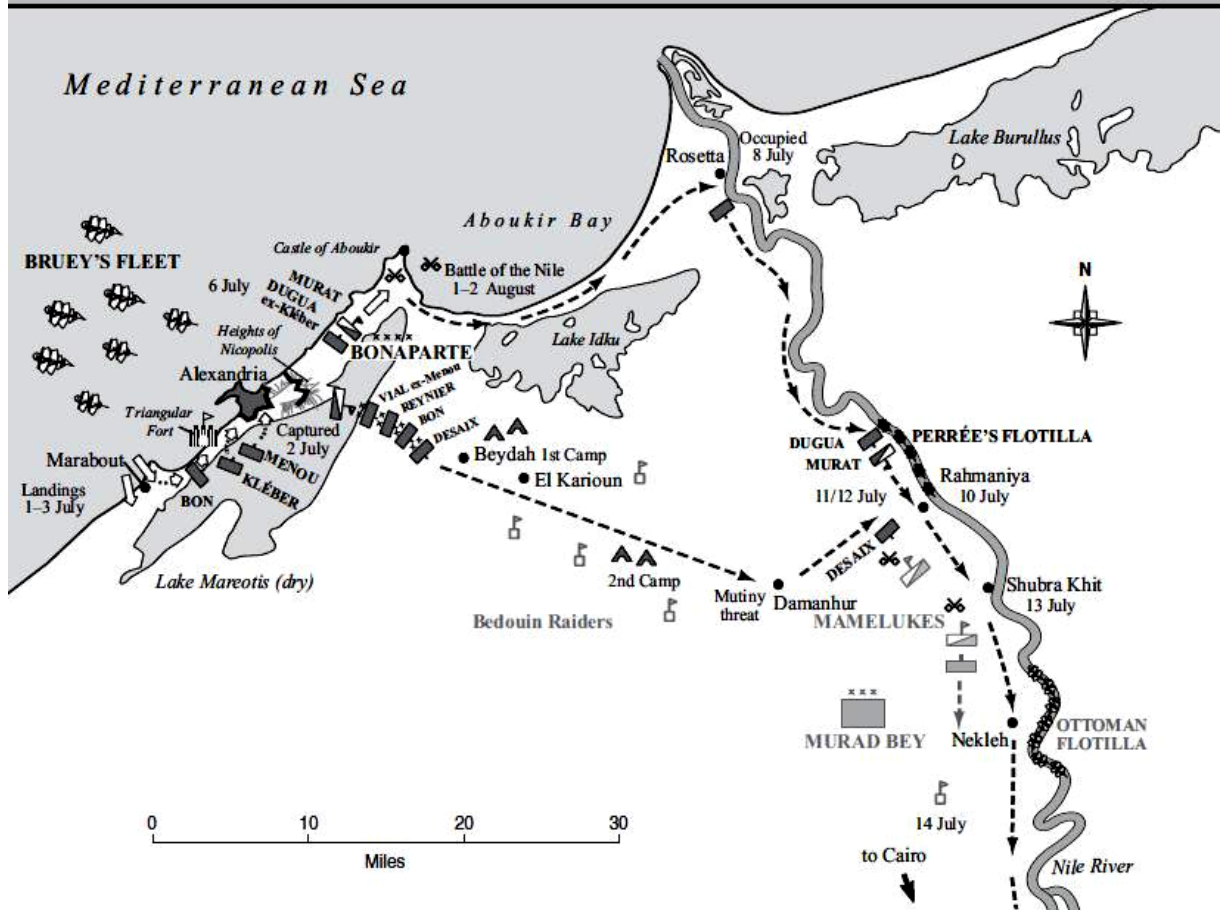 Mediterranean Sea
Lake Burullus
Occupied
8 July
Rosetta
Aboukir Bay
Castle of Aboukir
BRUEY'S FLEET
Battle of the Nile
1–2 August
6 July
MURAT
DUGUA
ex-Kléber
N
Heights of
Nicopolis
Lake Idku
x x x x
BONAPARTE
Alexandria
VIAL ex-Menou
REYNIER
BON
DESAIX
Triangular
Fort
Captured
2 July
DUGUA
MURAT
PERRÉE'S FLOTILLA
Marabout
MENOU
KLÉBER
BON
Beydah 1st Camp
El Karioun
Landings
1–3 July
Rahmaniya
10 July
11/12 July
DESAIX
Lake Mareotis (dry)
2nd Camp
Mutiny
threat
Damanhur
Shubra Khit
13 July
Bedouin Raiders
MAMELUKES
x x x
MURAD BEY
Nekleh
OTTOMAN
FLOTILLA
14 July
0 10 20 30
Miles
to Cairo
Nile River